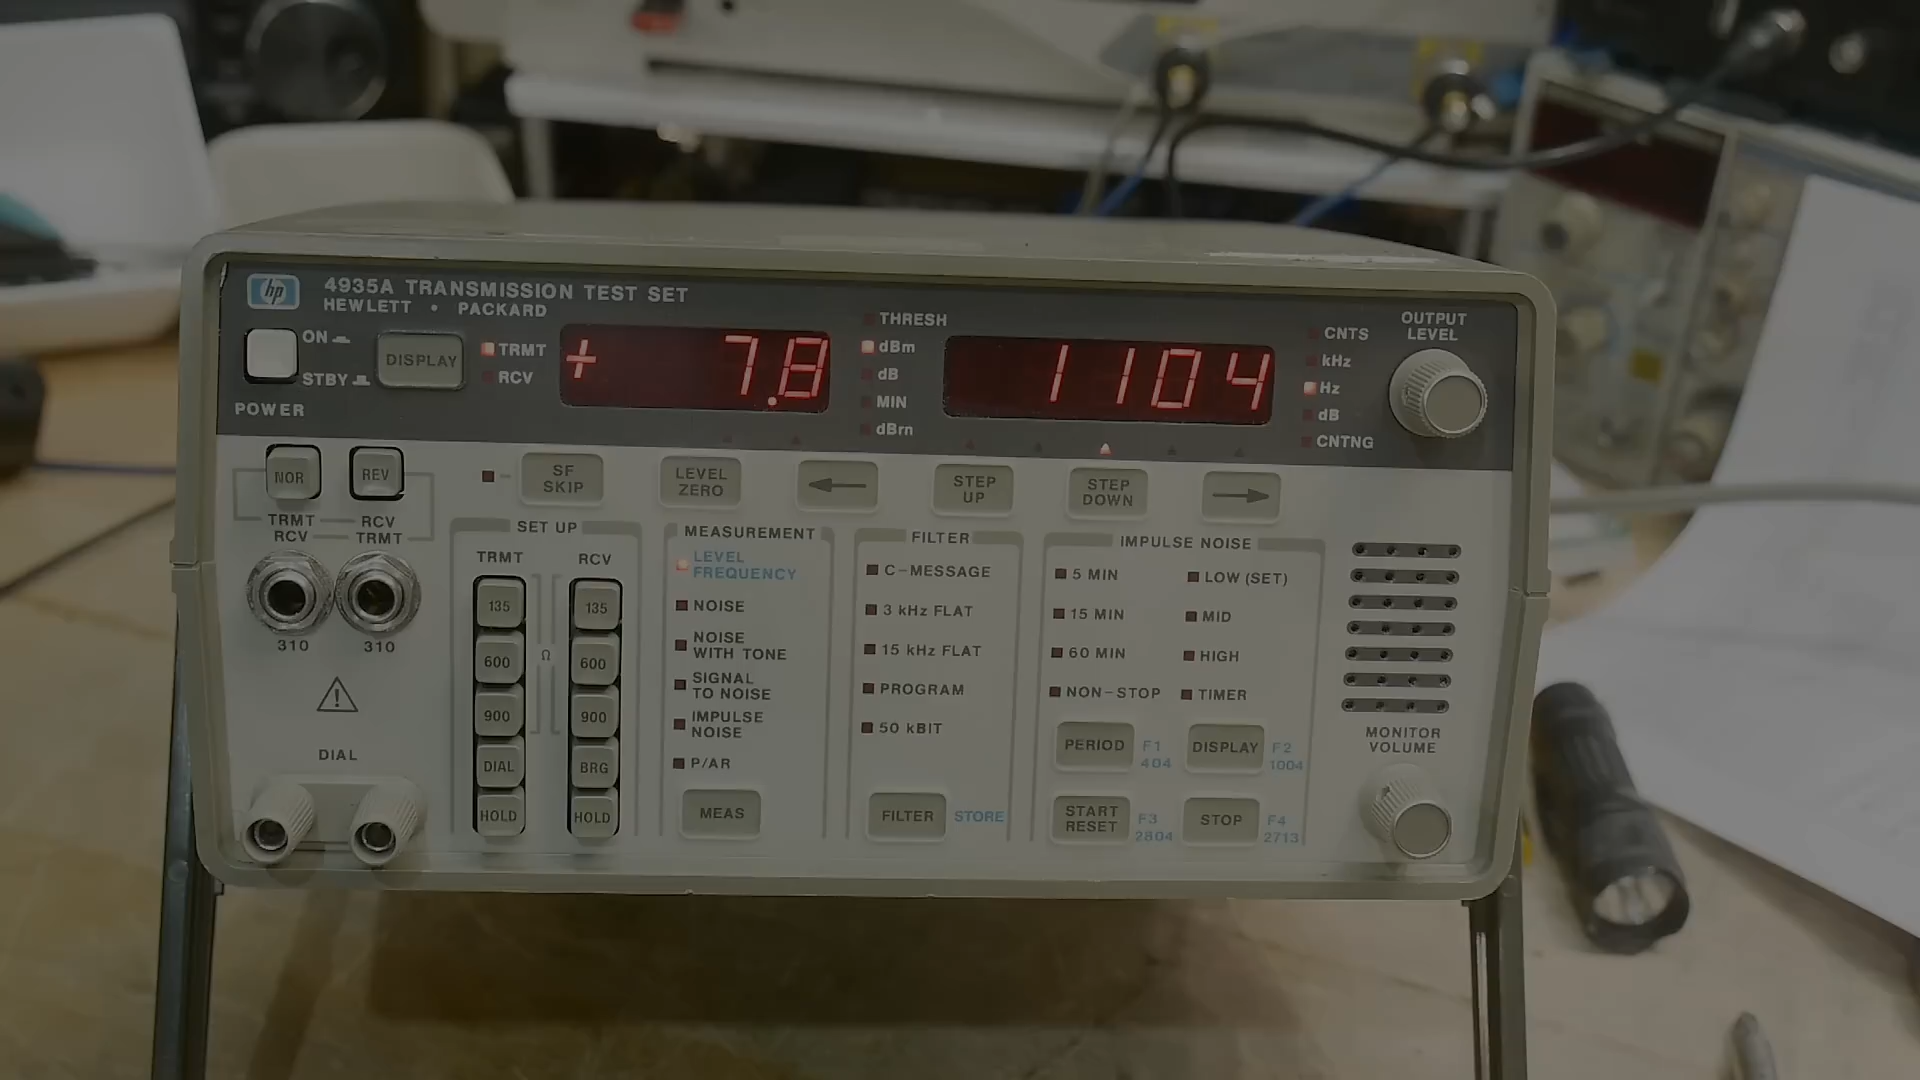 hp
4935A TRANSMISSION TEST SET
HEWLETT • PACKARD
ON
STBY
POWER
DISPLAY
TRMT
RCV
+ 7.8
THRESH
dBm
dB
MIN
dBrn
1104
CNTS
kHz
Hz
dB
CNTNG
OUTPUT
LEVEL
NOR
REV
TRMT RCV
RCV TRMT
310
310
DIAL
SF
SKIP
LEVEL
ZERO
STEP
UP
STEP
DOWN
SET UP
TRMT
RCV
135
600
900
DIAL
HOLD
Ω
135
600
900
BRG
HOLD
MEASUREMENT
LEVEL
FREQUENCY
NOISE
NOISE
WITH TONE
SIGNAL
TO NOISE
IMPULSE
NOISE
P/AR
MEAS
FILTER
C-MESSAGE
3 kHz FLAT
15 kHz FLAT
PROGRAM
50 kBIT
FILTER
STORE
IMPULSE NOISE
5 MIN
15 MIN
60 MIN
NON-STOP
LOW (SET)
MID
HIGH
TIMER
PERIOD
F1
404
DISPLAY
F2
1004
START
RESET
F3
2804
STOP
F4
2713
MONITOR
VOLUME